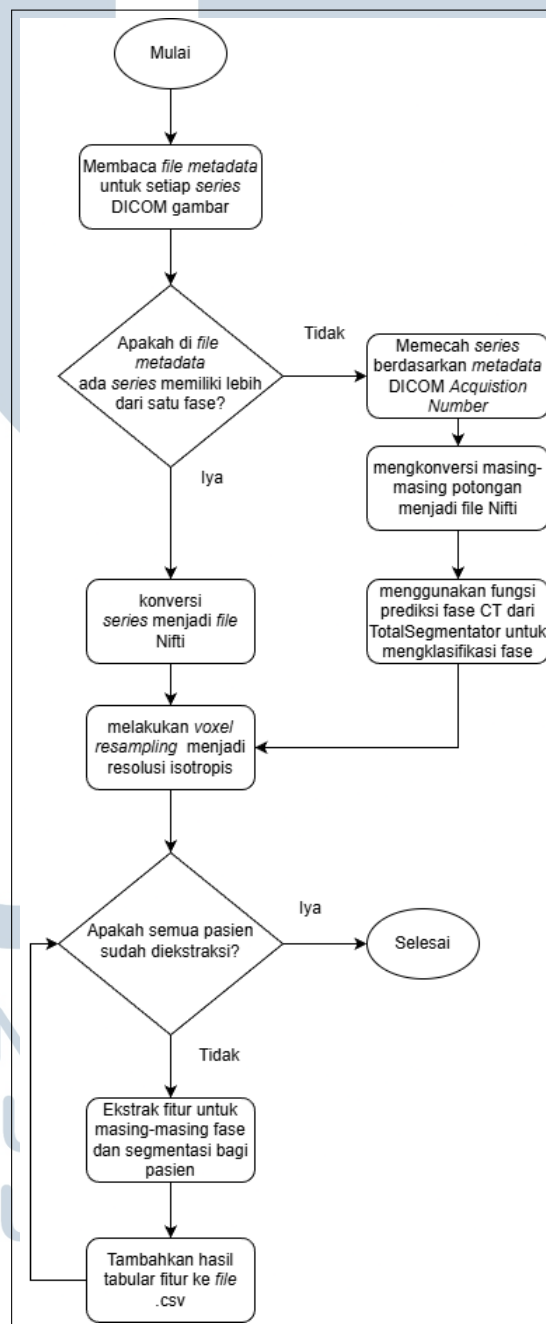 Mulai
Membaca file metadata
untuk setiap series
DICOM gambar
Apakah di file
metadata
ada series memiliki lebih
dari satu fase?
Tidak
Memecah series
berdasarkan metadata
DICOM Acquistion
Number
Iya
mengkonversi masing-
masing potongan
menjadi file Nifti
konversi
series menjadi file
Nifti
menggunakan fungsi
prediksi fase CT dari
TotalSegmentator untuk
mengklasifikasi fase
melakukan voxel
resampling menjadi
resolusi isotropis
Apakah semua pasien
sudah diekstraksi?
Iya
Selesai
Tidak
Ekstrak fitur untuk
masing-masing fase
dan segmentasi bagi
pasien
Tambahkan hasil
tabular fitur ke file
.csv